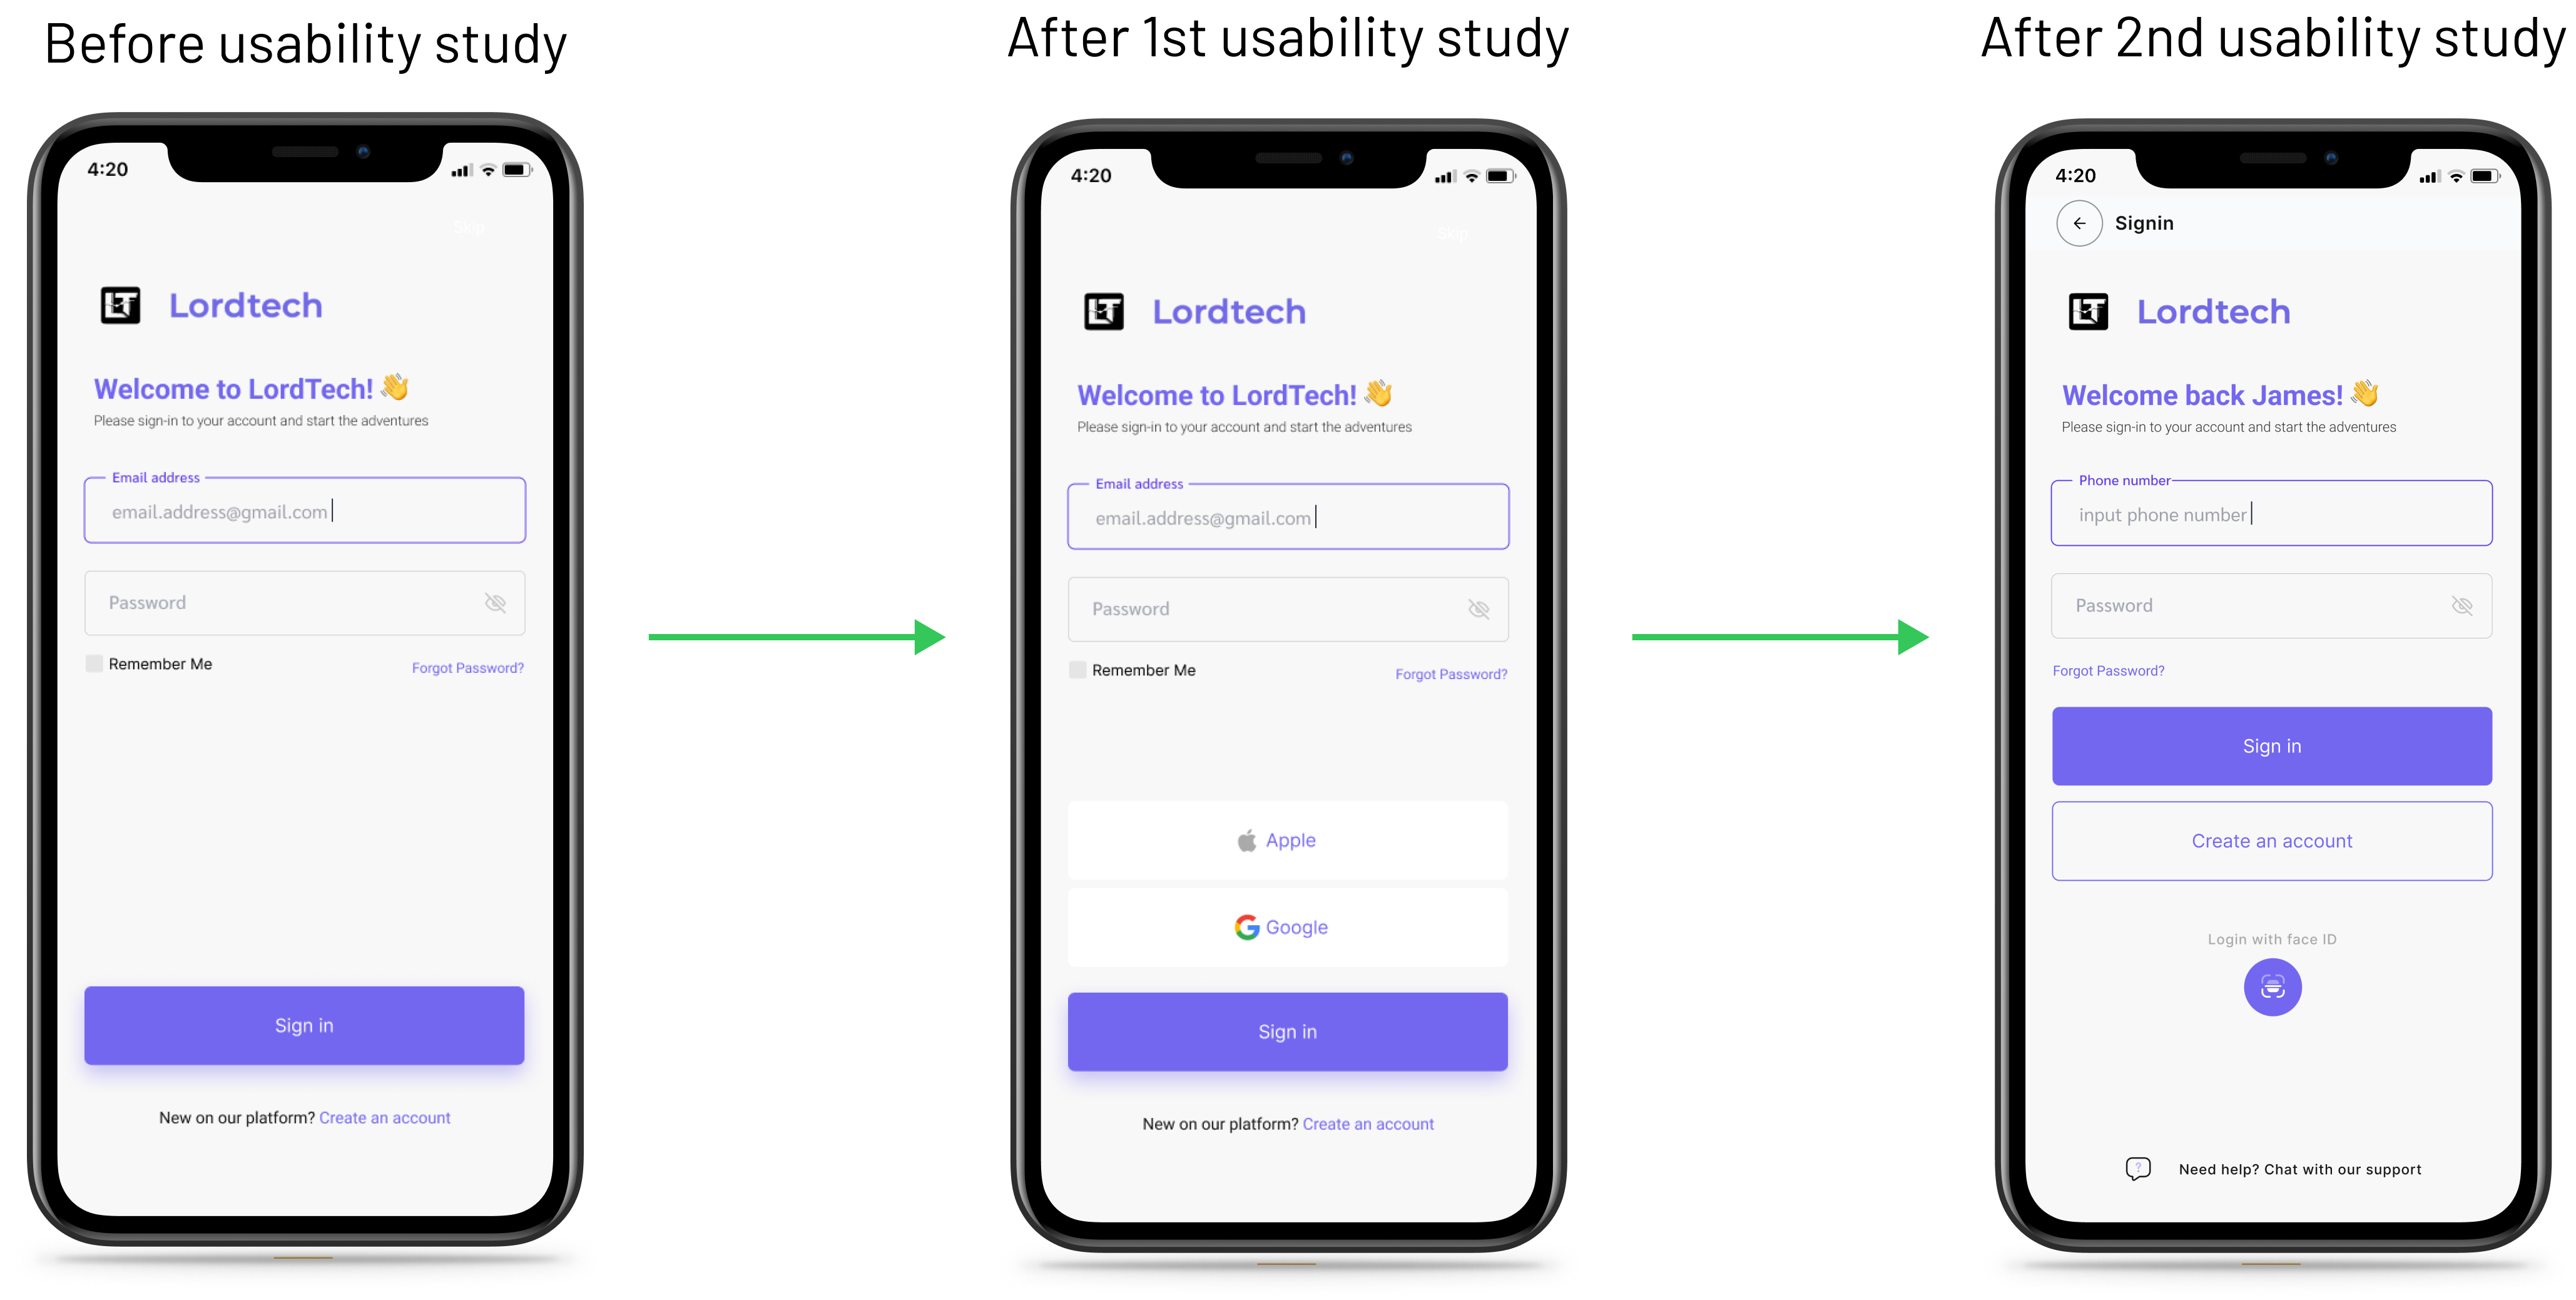 Before usability study
4:20
Skip
LT
Lordtech
Welcome to LordTech! 👋
Please sign-in to your account and start the adventures
Email address
email.address@gmail.com
Password
Remember Me
Forgot Password?
Sign in
New on our platform? Create an account
After 1st usability study
4:20
Skip
LT
Lordtech
Welcome to LordTech! 👋
Please sign-in to your account and start the adventures
Email address
email.address@gmail.com
Password
Remember Me
Forgot Password?
Apple
Google
Sign in
New on our platform? Create an account
After 2nd usability study
4:20
Signin
LT
Lordtech
Welcome back James! 👋
Please sign-in to your account and start the adventures
Phone number
input phone number
Password
Forgot Password?
Sign in
Create an account
Login with face ID
Need help? Chat with our support